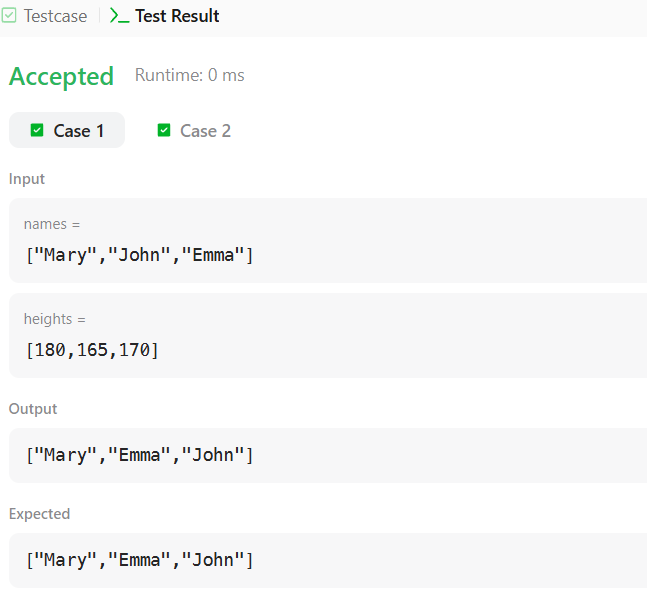 Testcase Test Result
Accepted Runtime: 0 ms
Case 1 Case 2
Input
names =
["Mary","John","Emma"]
heights =
[180,165,170]
Output
["Mary","Emma","John"]
Expected
["Mary","Emma","John"]